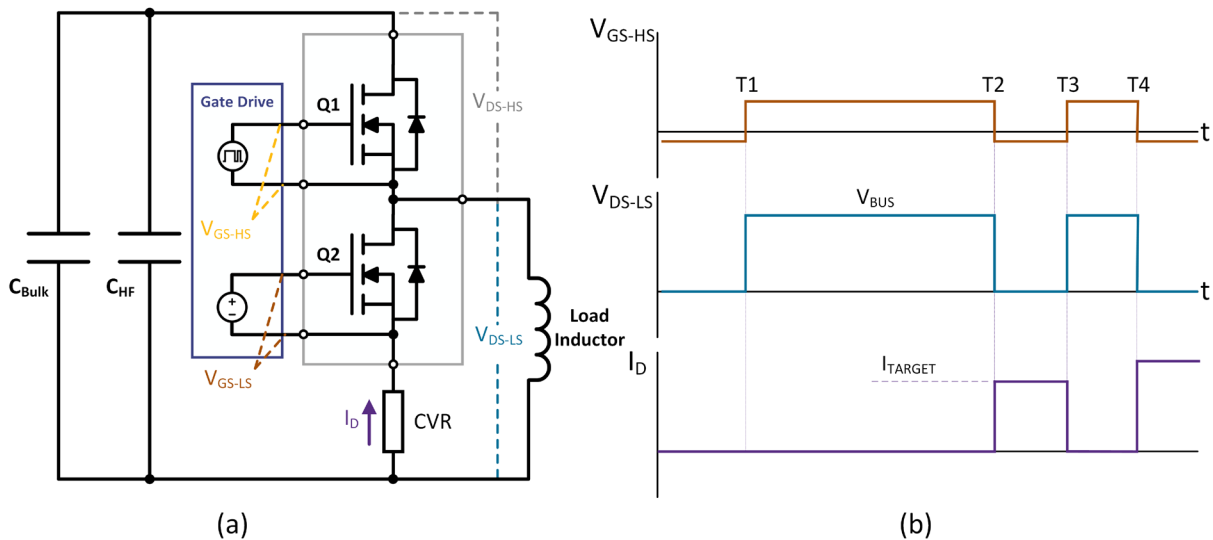 Gate Drive
Q1
V_DS-HS
V_GS-HS
C_Bulk
C_HF
Q2
+
−
Load
Inductor
V_DS-LS
V_GS-LS
I_D
CVR
(a)
V_GS-HS
T1
T2
T3
T4
t
V_DS-LS
V_BUS
t
I_D
I_TARGET
t
(b)